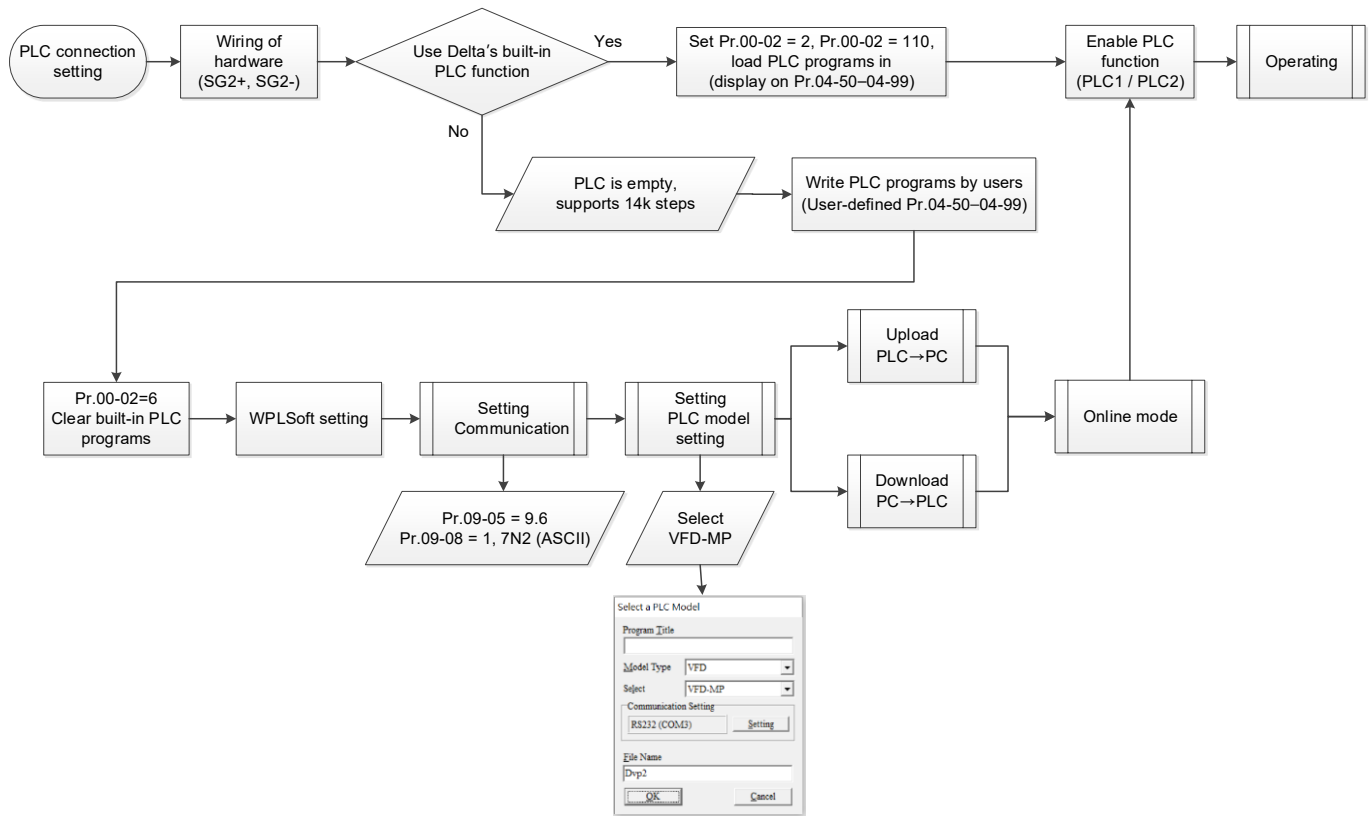 PLC connection
setting
Wiring of
hardware
(SG2+, SG2-)
Use Delta’s built-in
PLC function
Yes
Set Pr.00-02 = 2, Pr.00-02 = 110,
load PLC programs in
(display on Pr.04-50–04-99)
Enable PLC
function
(PLC1 / PLC2)
Operating
No
PLC is empty,
supports 14k steps
Write PLC programs by users
(User-defined Pr.04-50–04-99)
Pr.00-02=6
Clear built-in PLC
programs
WPLSoft setting
Setting
Communication
Setting
PLC model
setting
Upload
PLC→PC
Download
PC→PLC
Online mode
Pr.09-05 = 9.6
Pr.09-08 = 1, 7N2 (ASCII)
Select
VFD-MP
Select a PLC Model
Program Title
Model Type VFD
Select VFD-MP
Communication Setting
RS232 (COM3) Setting
File Name
Dvp2
OK Cancel